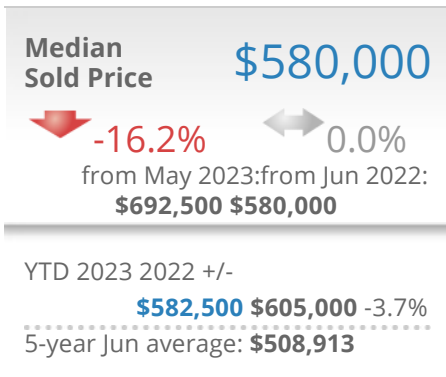 Median
Sold Price
$580,000
-16.2%
0.0%
from May 2023:from Jun 2022:
$692,500 $580,000
YTD 2023 2022 +/-
$582,500 $605,000 -3.7%
5-year Jun average: $508,913